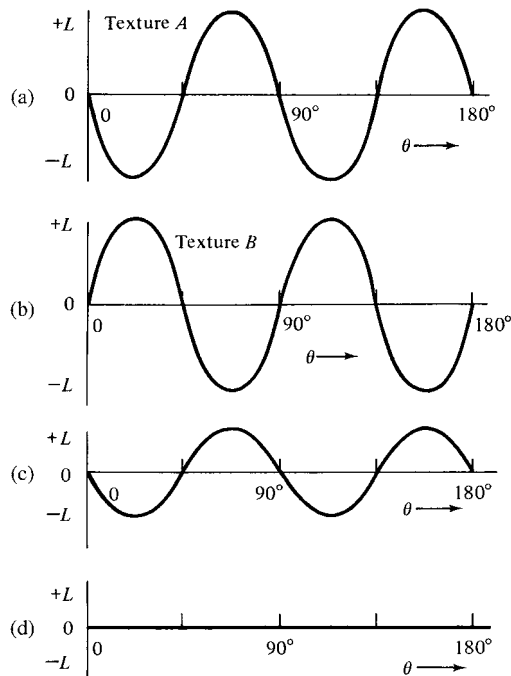 +L
Texture A
(a)
0
0
90°
180°
θ →
−L
+L
Texture B
(b)
0
0
90°
180°
θ →
−L
+L
(c)
0
0
90°
180°
−L
θ →
+L
(d)
0
0
90°
180°
−L
θ →